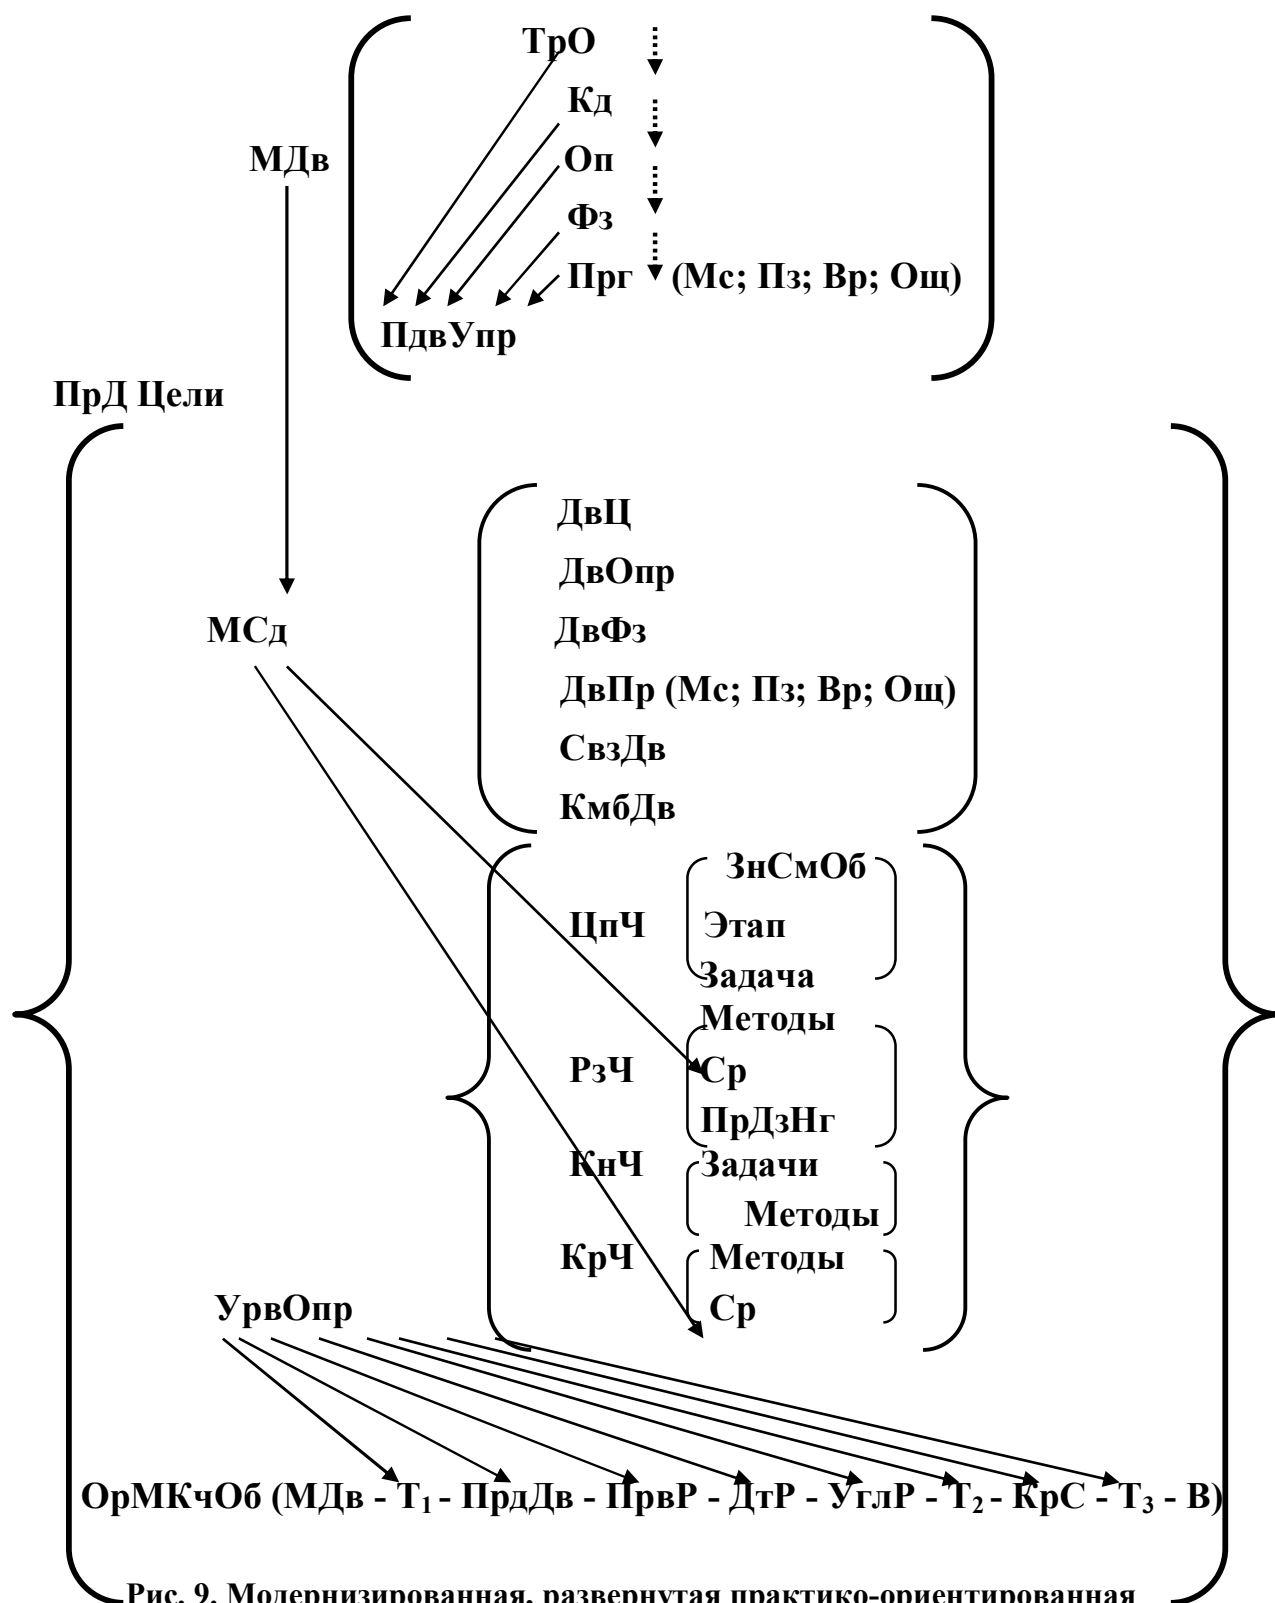 ТрО
Кд
МДв
Оп
Фз
Прг (Мс; Пз; Вр; Ощ)
ПдвУпр
ПрД Цели
ДвЦ
ДвОпр
МСд
ДвФз
ДвПр (Мс; Пз; Вр; Ощ)
СвзДв
КмбДв
ЗнСмОб
ЦпЧ Этап
Задача
Методы
РзЧ Ср
ПрДзНг
КнЧ Задачи
Методы
КрЧ Методы
УрвОпр Ср
ОрМКчОб (МДв - Т₁ - ПрдДв - ПрвР - ДтР - УглР - Т₂ - КрС - Т₃ - В)
Рис. 9. Модернизированная, развернутая практико-ориентированная